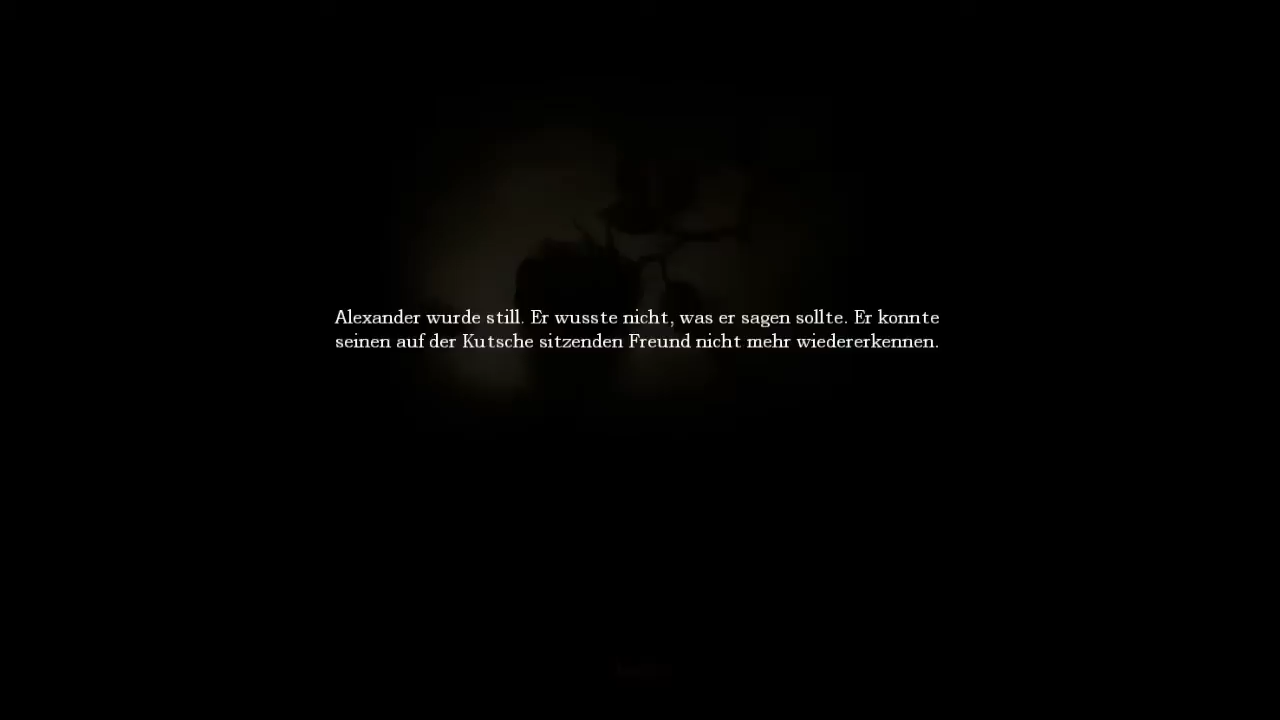 Alexander wurde still. Er wusste nicht, was er sagen sollte. Er konnte
seinen auf der Kutsche sitzenden Freund nicht mehr wiedererkennen.